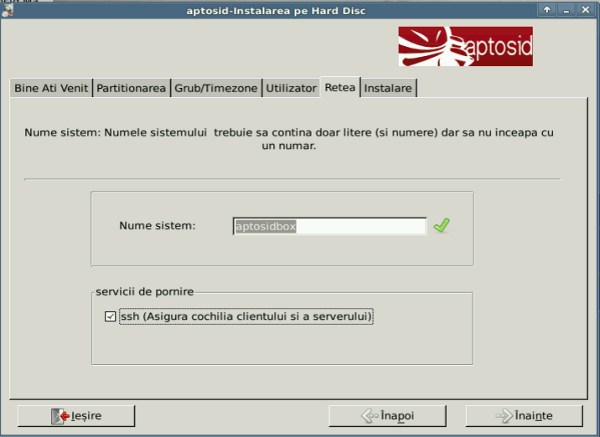 aptosid-Instalarea pe Hard Disc
aptosid
Bine Ati Venit Partitionarea Grub/Timezone Utilizator Retea Instalare
Nume sistem: Numele sistemului trebuie sa contina doar litere (si numere) dar sa nu inceapa cu
un numar.
Nume sistem: aptosidbox
servicii de pornire
ssh (Asigura cochilia clientului si a serverului)
Ieșire Înapoi Înainte